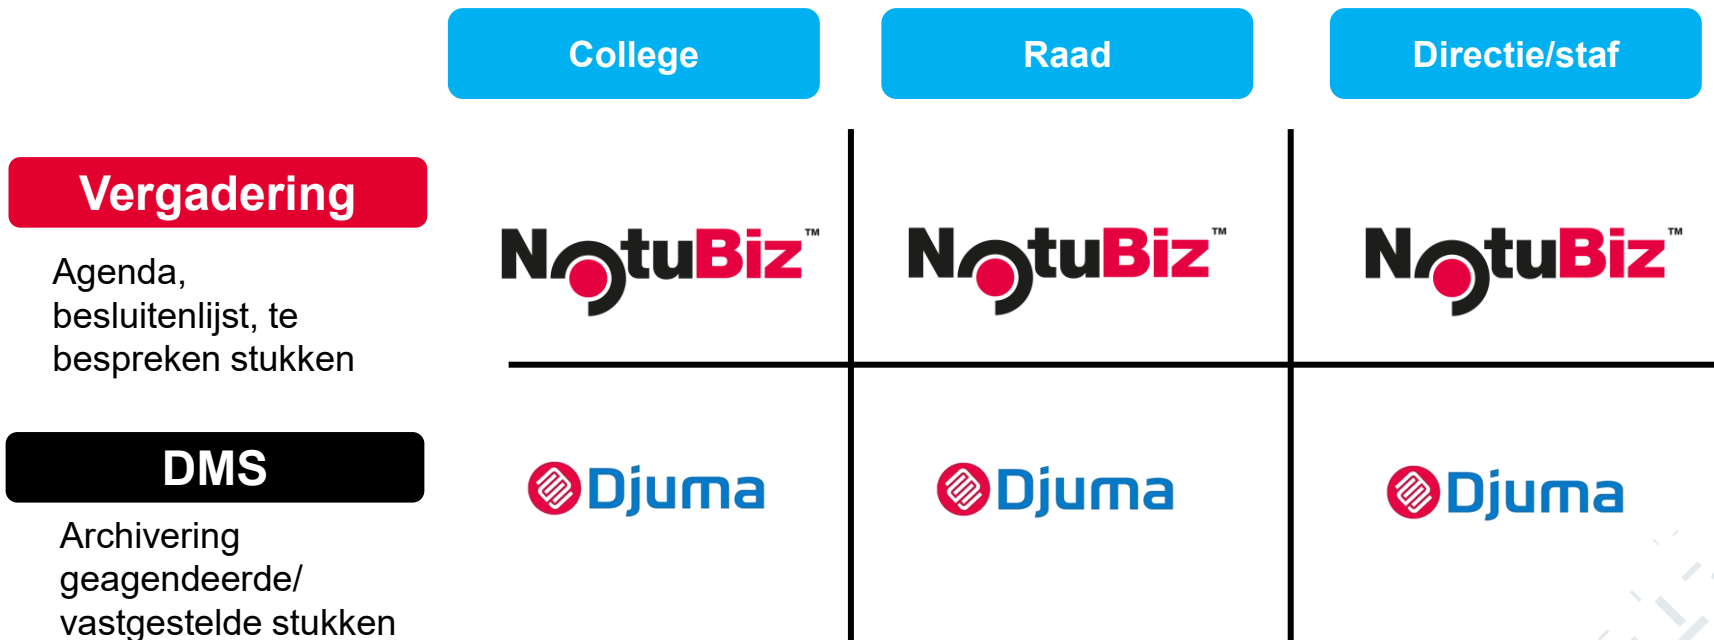 College
Raad
Directie/staf
Vergadering
Agenda,
besluitenlijst, te
bespreken stukken
NotuBiz™
NotuBiz™
NotuBiz™
DMS
Archivering
geagendeerde/
vastgestelde stukken
Djuma
Djuma
Djuma